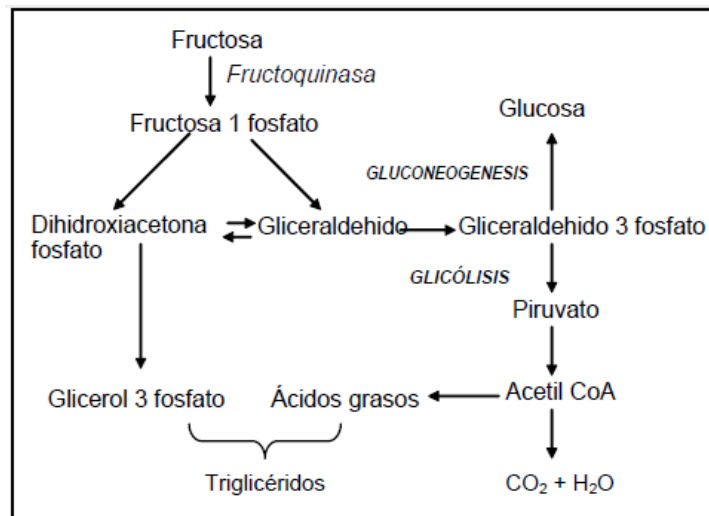 Fructosa
Fructoquinasa
Fructosa 1 fosfato
Glucosa
GLUCONEOGENESIS
Dihidroxiacetona
fosfato
Gliceraldehido
Gliceraldehido 3 fosfato
GLICÓLISIS
Piruvato
Glicerol 3 fosfato
Ácidos grasos
Acetil CoA
Triglicéridos
CO₂ + H₂O